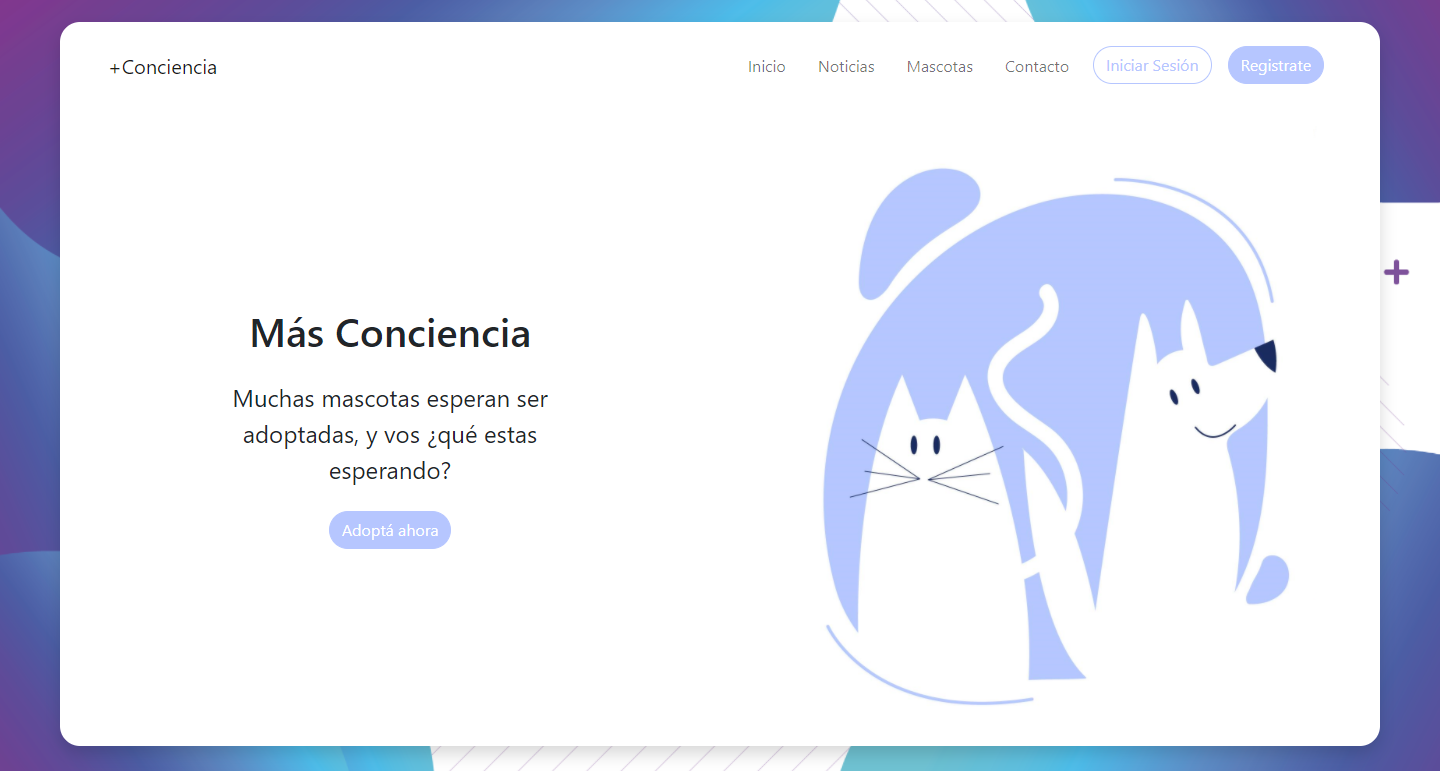 +Conciencia
Inicio Noticias Mascotas Contacto Iniciar Sesión Registrate
Más Conciencia
Muchas mascotas esperan ser
adoptadas, y vos ¿qué estas
esperando?
Adoptá ahora